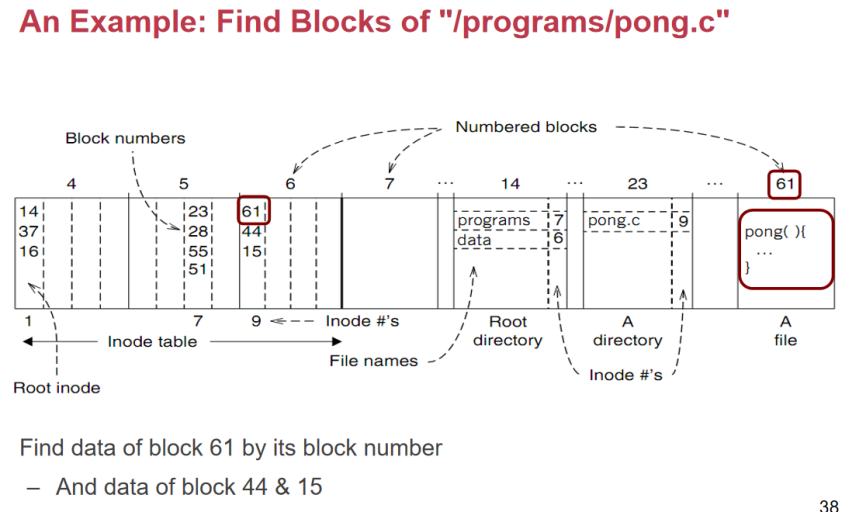 An Example: Find Blocks of "/programs/pong.c"
Block numbers
Numbered blocks
4 5 6 7 ... 14 ... 23 ... 61
14 23 61 programs 7 pong.c 9
37 28 44 data 6 pong( ){
16 55 15 ...
51 }
1 7 9 Inode #'s Root A A
Inode table directory directory file
File names
Inode #'s
Root inode
Find data of block 61 by its block number
– And data of block 44 & 15
38